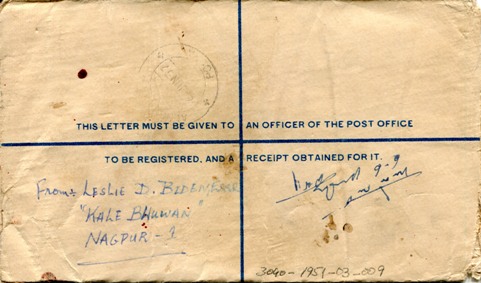 THIS LETTER MUST BE GIVEN TO AN OFFICER OF THE POST OFFICE
TO BE REGISTERED, AND A RECEIPT OBTAINED FOR IT.
From: LESLIE D.
"KALE BHUWAN"
NAGPUR - 1
3040-1951-03-009